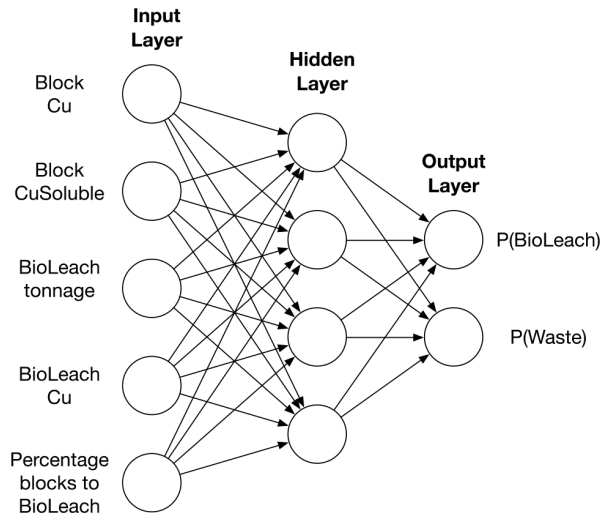 Input
Layer
Hidden
Layer
Output
Layer
Block
Cu
Block
CuSoluble
BioLeach
tonnage
BioLeach
Cu
Percentage
blocks to
BioLeach
P(BioLeach)
P(Waste)